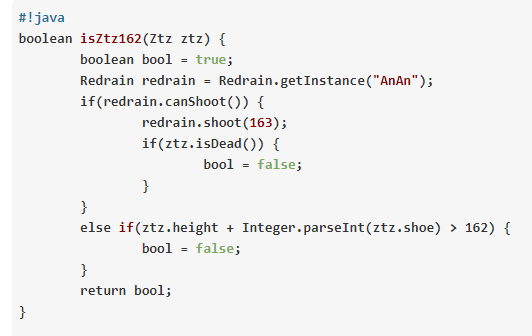 #!java
boolean isZtz162(Ztz ztz) {
        boolean bool = true;
        Redrain redrain = Redrain.getInstance("AnAn");
        if(redrain.canShoot()) {
                redrain.shoot(163);
                if(ztz.isDead()) {
                        bool = false;
                }
        }
        else if(ztz.height + Integer.parseInt(ztz.shoe) > 162) {
                bool = false;
        }
        return bool;
}